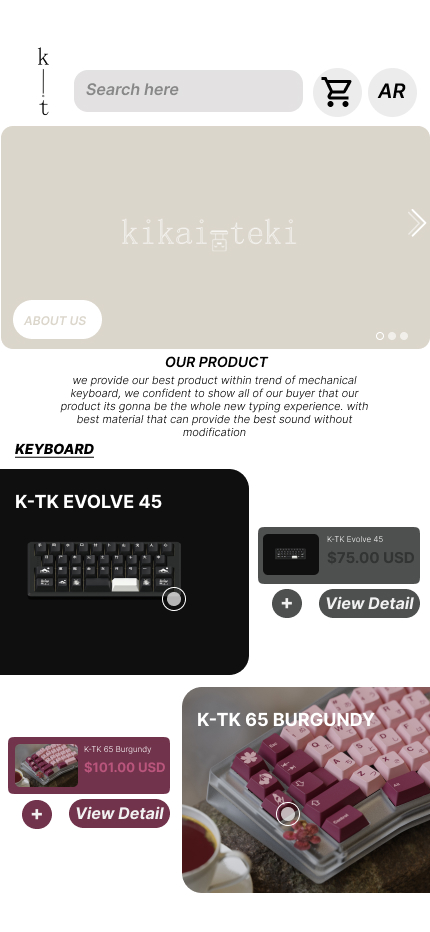 k
t
Search here
AR
kikai teki
ABOUT US
OUR PRODUCT
we provide our best product within trend of mechanical
keyboard, we confident to show all of our buyer that our
product its gonna be the whole new typing experience. with
best material that can provide the best sound without
modification
KEYBOARD
K-TK EVOLVE 45
K-TK Evolve 45
$75.00 USD
+
View Detail
K-TK 65 BURGUNDY
K-TK 65 Burgundy
$101.00 USD
+
View Detail